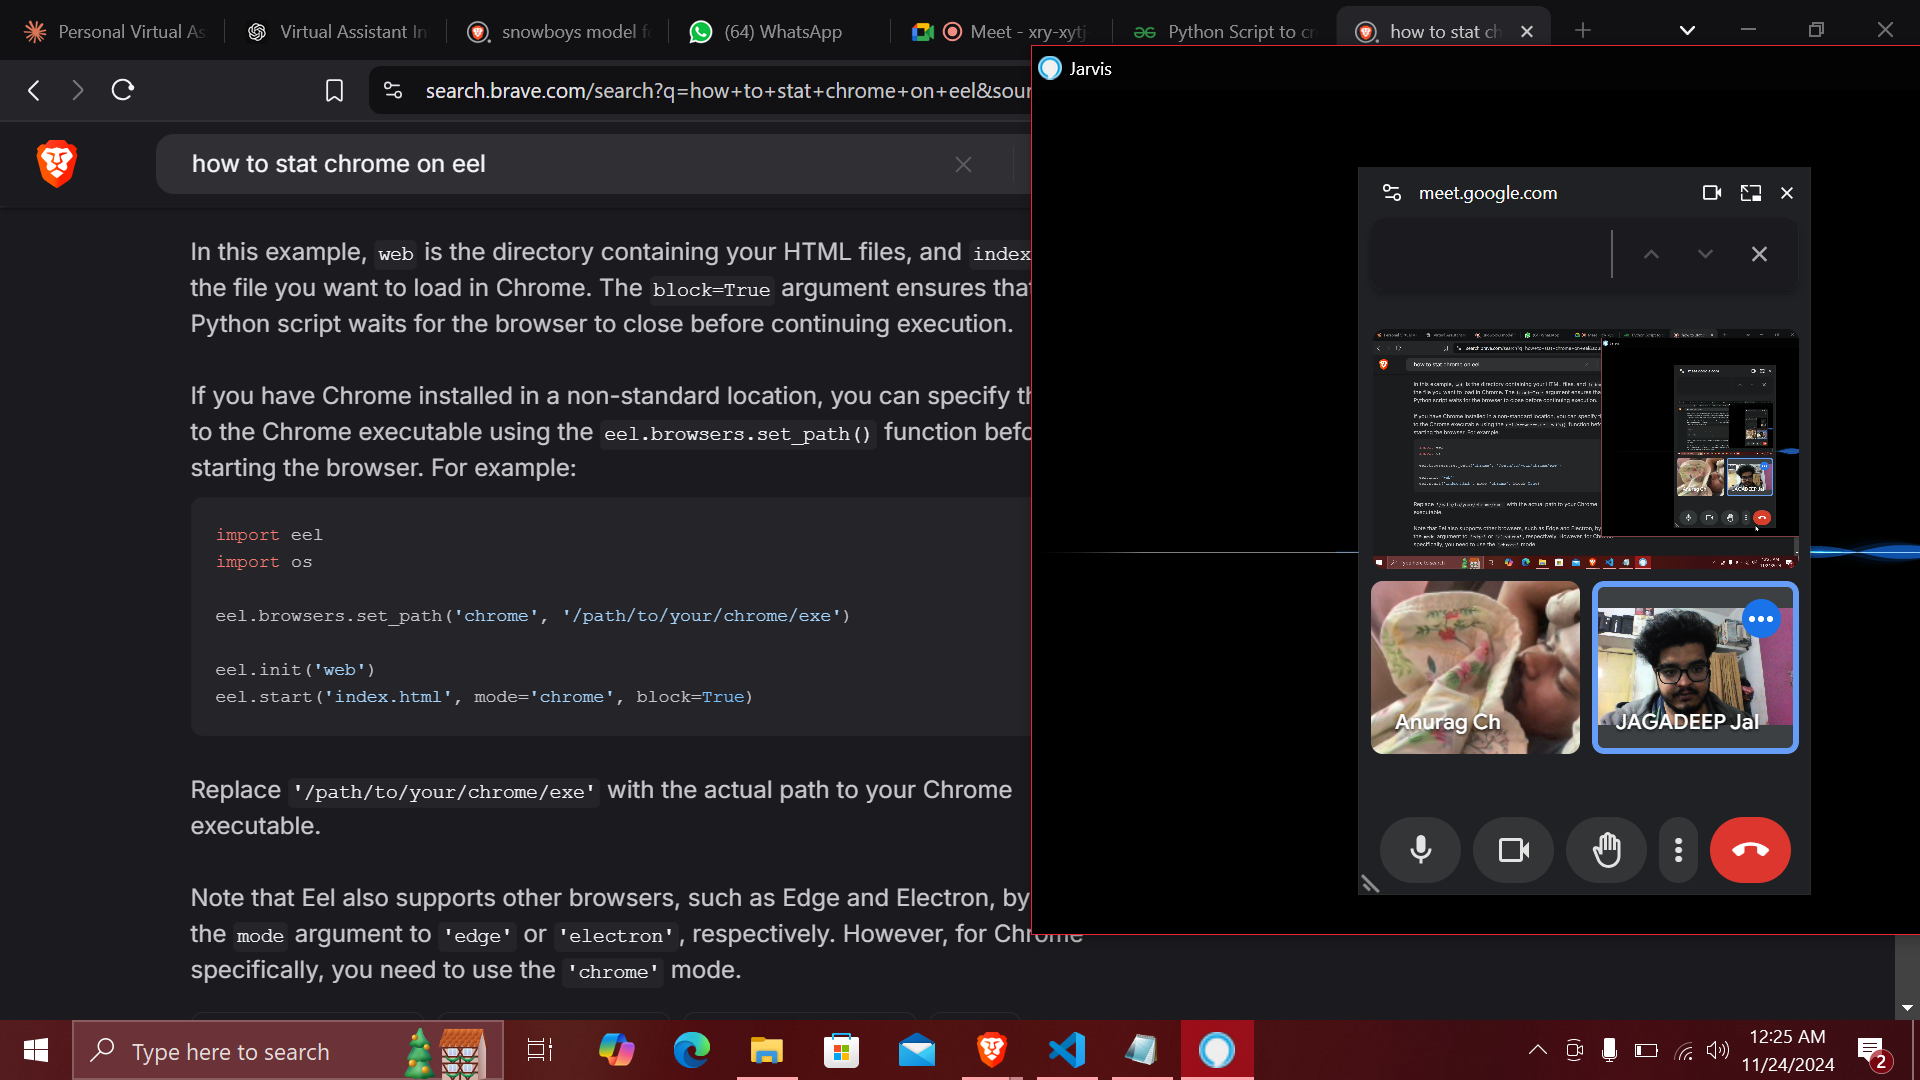 Personal Virtual As
Virtual Assistant In
snowboys model f
(64) WhatsApp
Meet - xry-xytj
Python Script to cr
how to stat ch
search.brave.com/search?q=how+to+stat+chrome+on+eel&sour
Jarvis
how to stat chrome on eel
meet.google.com
In this example, web is the directory containing your HTML files, and index
the file you want to load in Chrome. The block=True argument ensures that
Python script waits for the browser to close before continuing execution.
If you have Chrome installed in a non-standard location, you can specify th
to the Chrome executable using the eel.browsers.set_path() function befo
starting the browser. For example:
import eel
import os
eel.browsers.set_path('chrome', '/path/to/your/chrome/exe')
eel.init('web')
eel.start('index.html', mode='chrome', block=True)
Replace '/path/to/your/chrome/exe' with the actual path to your Chrome
executable.
Note that Eel also supports other browsers, such as Edge and Electron, by
the mode argument to 'edge' or 'electron', respectively. However, for Chrome
specifically, you need to use the 'chrome' mode.
Anurag Ch
JAGADEEP Jal
Type here to search
12:25 AM
11/24/2024
2